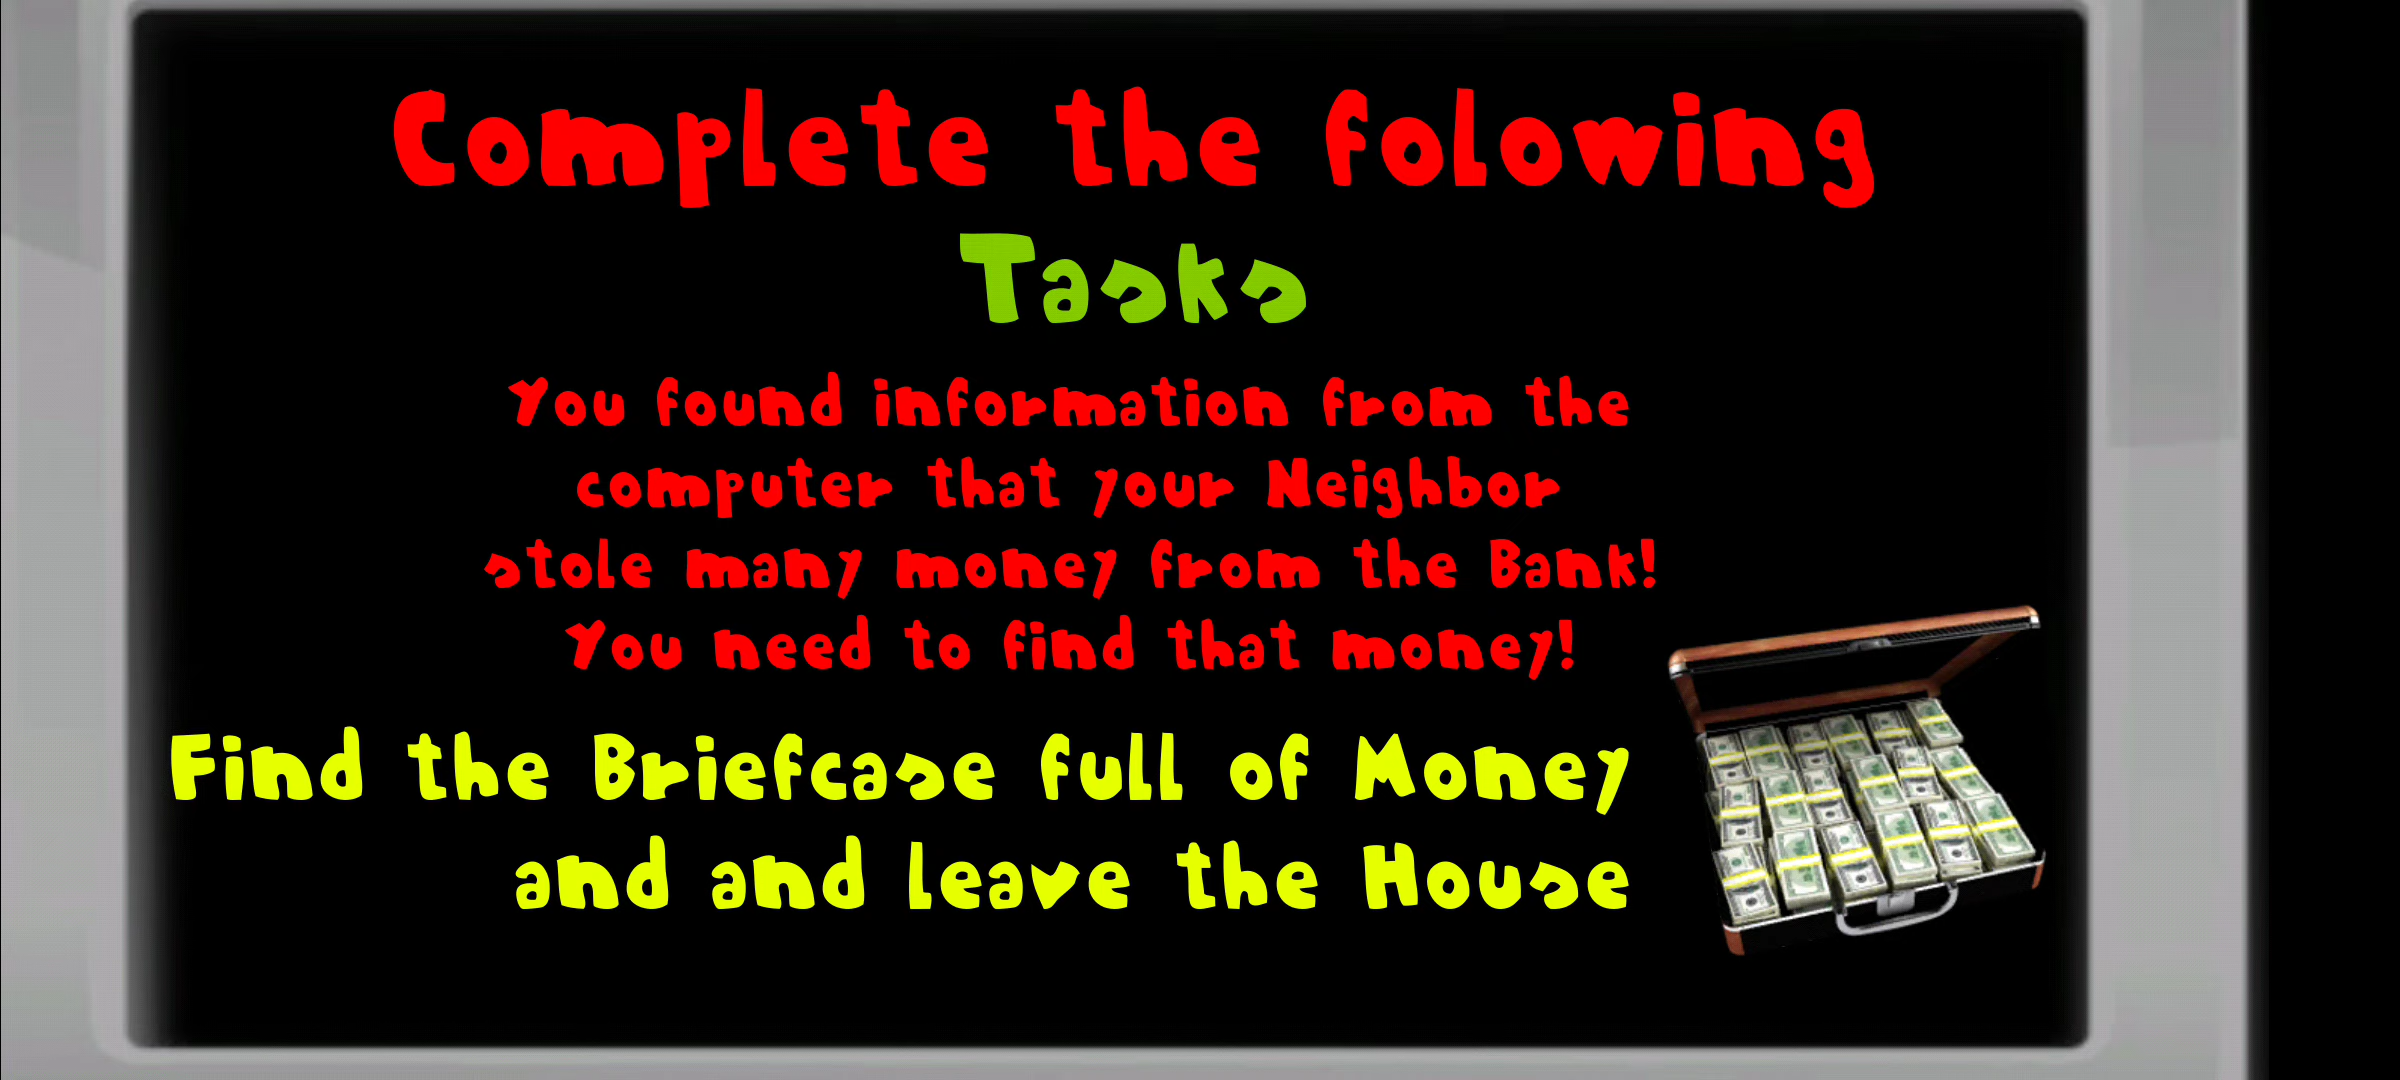 Complete the folowing
Tasks
You found information from the
computer that your Neighbor
stole many money from the Bank!
You need to find that money!
Find the Briefcase full of Money
and and leave the House